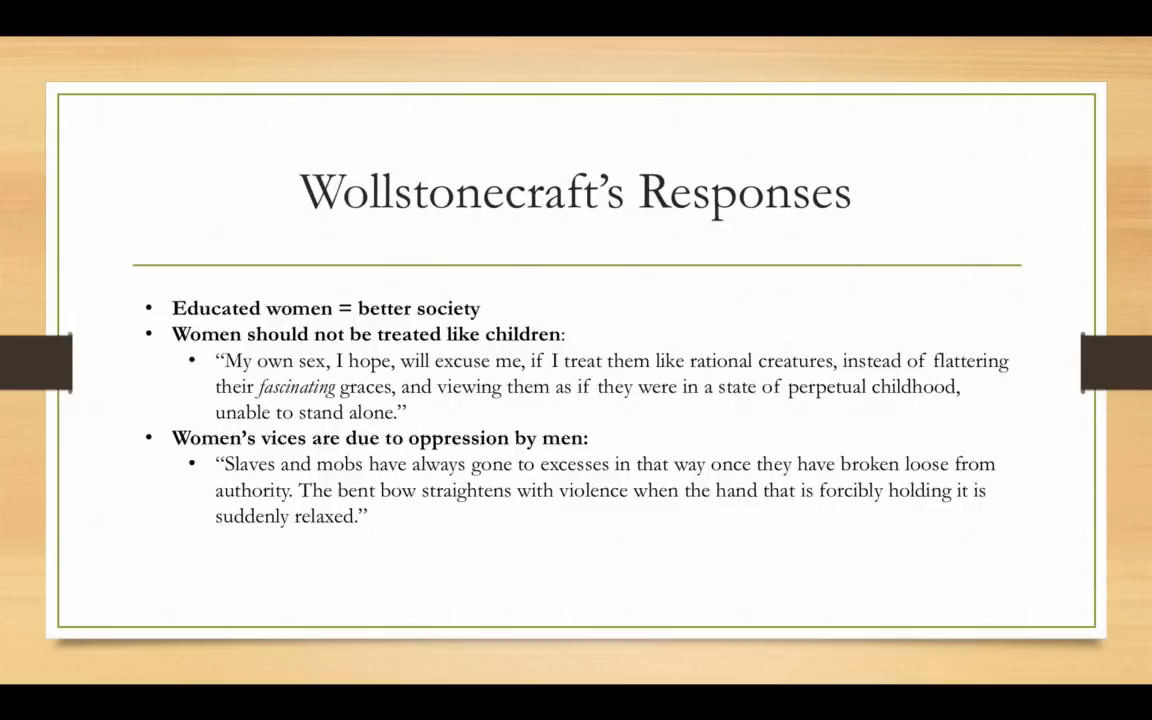 Wollstonecraft’s Responses
• Educated women = better society
• Women should not be treated like children:
• “My own sex, I hope, will excuse me, if I treat them like rational creatures, instead of flattering
their fascinating graces, and viewing them as if they were in a state of perpetual childhood,
unable to stand alone.”
• Women’s vices are due to oppression by men:
• “Slaves and mobs have always gone to excesses in that way once they have broken loose from
authority. The bent bow straightens with violence when the hand that is forcibly holding it is
suddenly relaxed.”